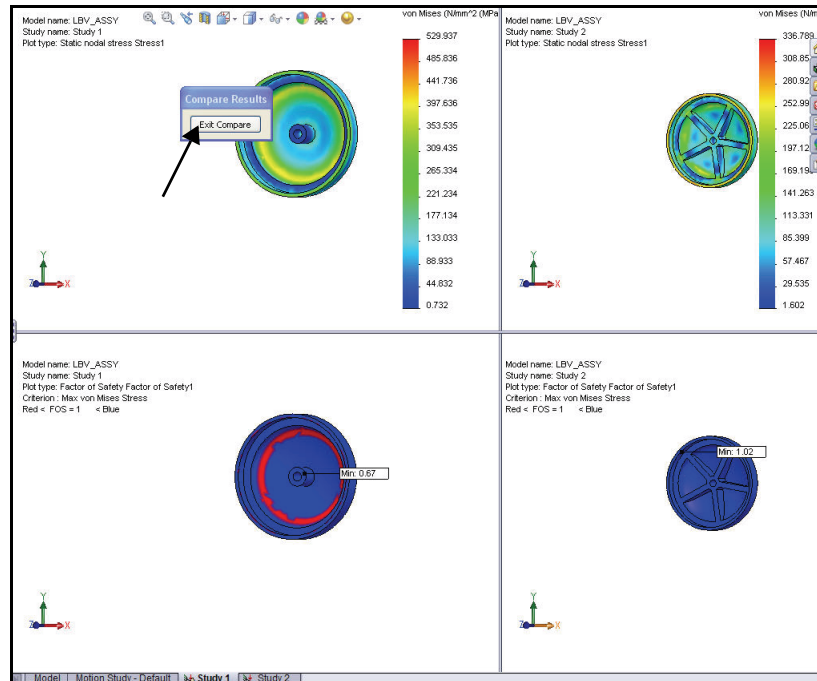 Model name: LBV_ASSY
Study name: Study 1
Plot type: Static nodal stress Stress1
von Mises (N/mm^2 (MPa
529.937
485.836
441.736
397.636
353.535
309.435
265.334
221.234
177.134
133.033
88.933
44.832
0.732
Compare Results
Exit Compare
Y
Z
X
Model name: LBV_ASSY
Study name: Study 2
Plot type: Static nodal stress Stress1
von Mises (N/m
336.789
308.85
280.92
252.99
225.06
197.12
169.19
141.263
113.331
85.399
57.467
29.535
1.602
Y
Z
X
Model name: LBV_ASSY
Study name: Study 1
Plot type: Factor of Safety Factor of Safety1
Criterion : Max von Mises Stress
Red < FOS = 1 < Blue
Min: 0.67
Y
Z
X
Model name: LBV_ASSY
Study name: Study 2
Plot type: Factor of Safety Factor of Safety1
Criterion : Max von Mises Stress
Red < FOS = 1 < Blue
Min: 1.02
Y
Z
X
Model Motion Study - Default Study 1 Study 2